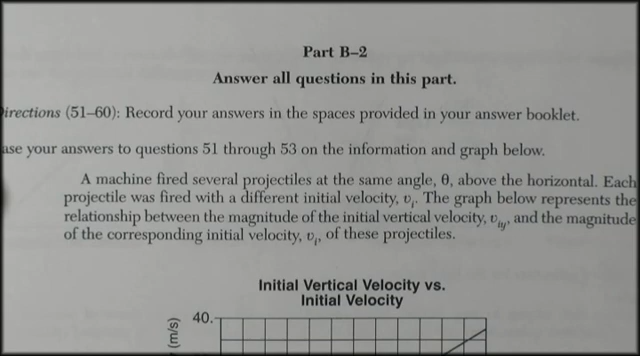 Part B–2
Answer all questions in this part.
Directions (51–60): Record your answers in the spaces provided in your answer booklet.
ase your answers to questions 51 through 53 on the information and graph below.
A machine fired several projectiles at the same angle, θ, above the horizontal. Each
projectile was fired with a different initial velocity, vᵢ. The graph below represents the
relationship between the magnitude of the initial vertical velocity, vᵢy, and the magnitude
of the corresponding initial velocity, vᵢ, of these projectiles.
Initial Vertical Velocity vs.
Initial Velocity
40.
(m/s)